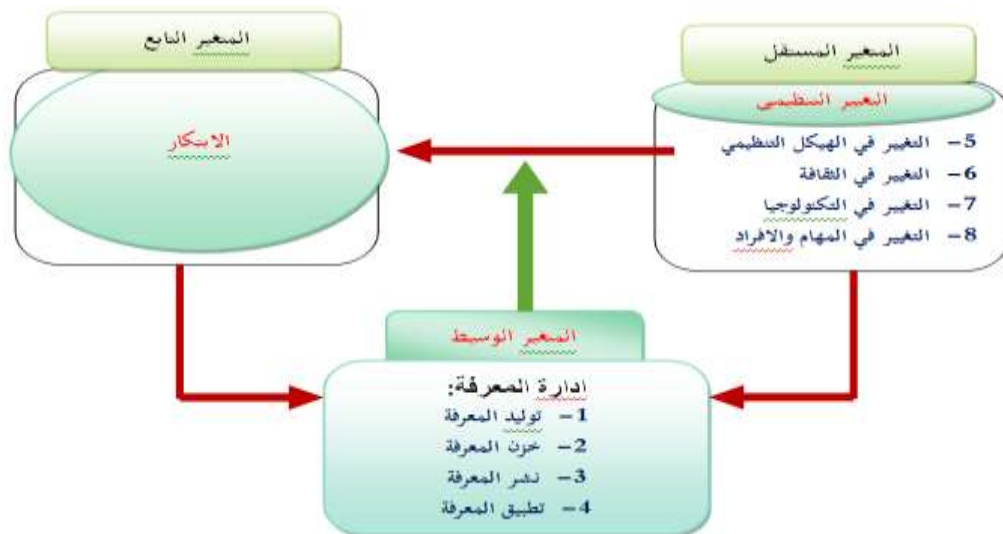 المتغير المستقل
التغيير التنظيمي
5- التغيير في الهيكل التنظيمي
6- التغيير في الثقافة
7- التغيير في التكنولوجيا
8- التغيير في المهام والافراد
المتغير التابع
الابتكار
المتغير الوسيط
ادارة المعرفة:
1- توليد المعرفة
2- خزن المعرفة
3- نشر المعرفة
4- تطبيق المعرفة